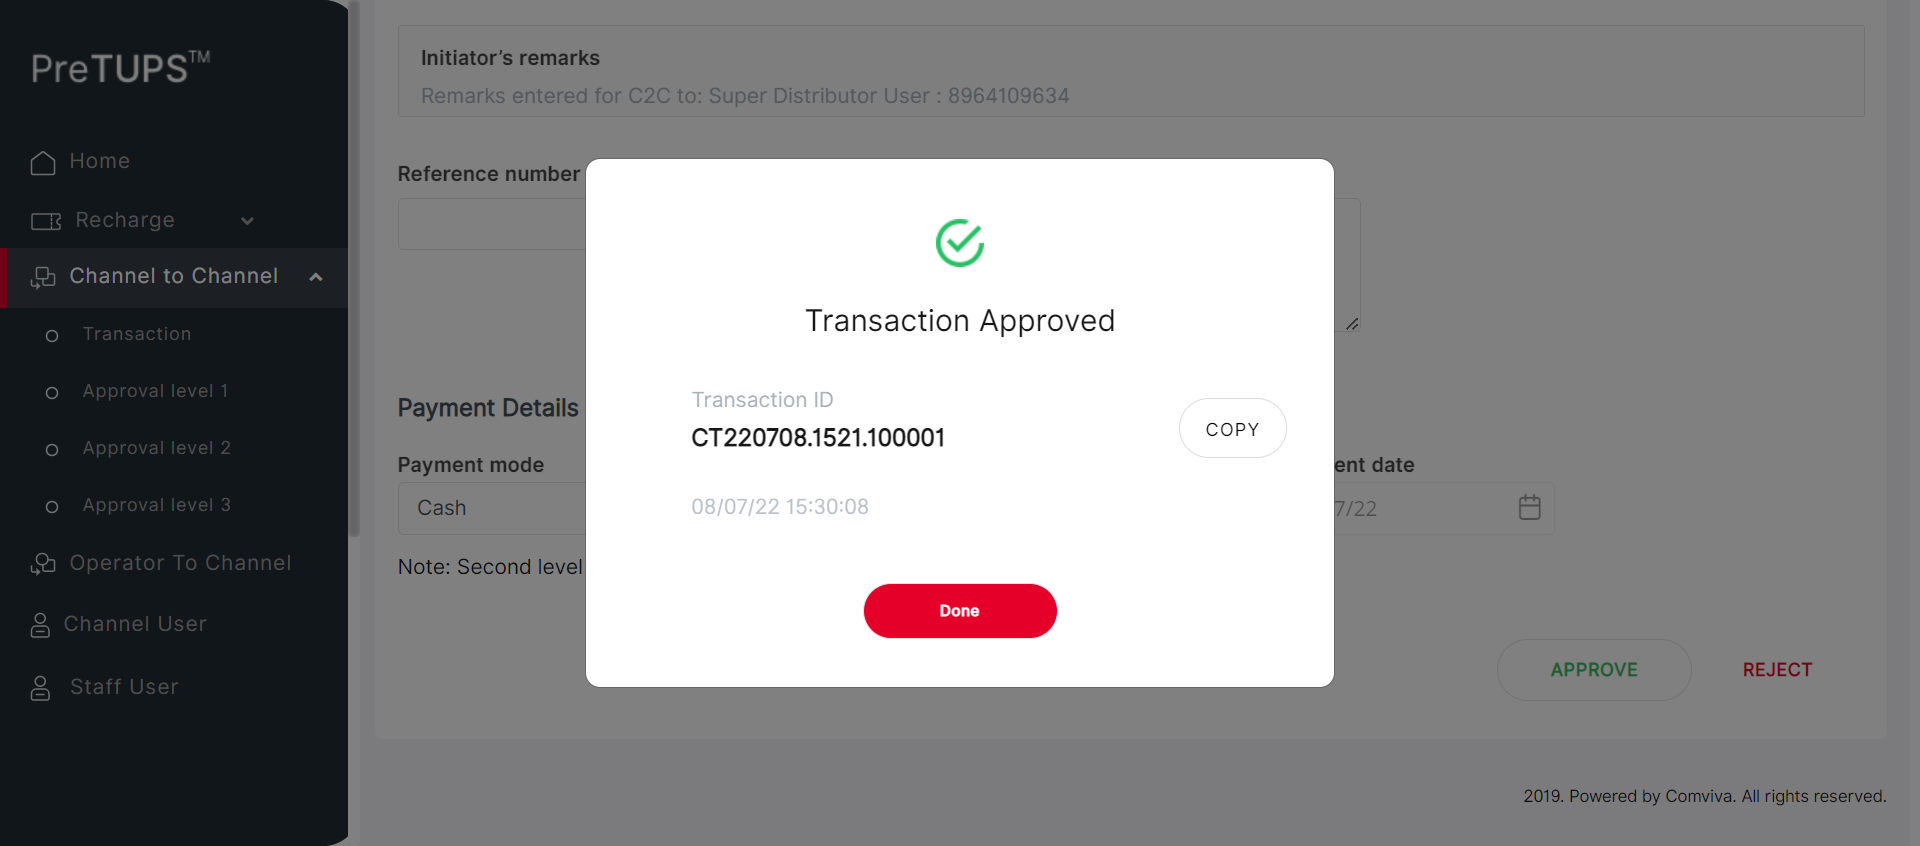 PreTUPS™
Home
Recharge
Channel to Channel
Transaction
Approval level 1
Approval level 2
Approval level 3
Operator To Channel
Channel User
Staff User
Initiator’s remarks
Remarks entered for C2C to: Super Distributor User : 8964109634
Reference number
Payment Details
Payment mode
Cash
Note: Second level
ent date
7/22
Transaction Approved
Transaction ID
CT220708.1521.100001
COPY
08/07/22 15:30:08
Done
APPROVE
REJECT
2019. Powered by Comviva. All rights reserved.